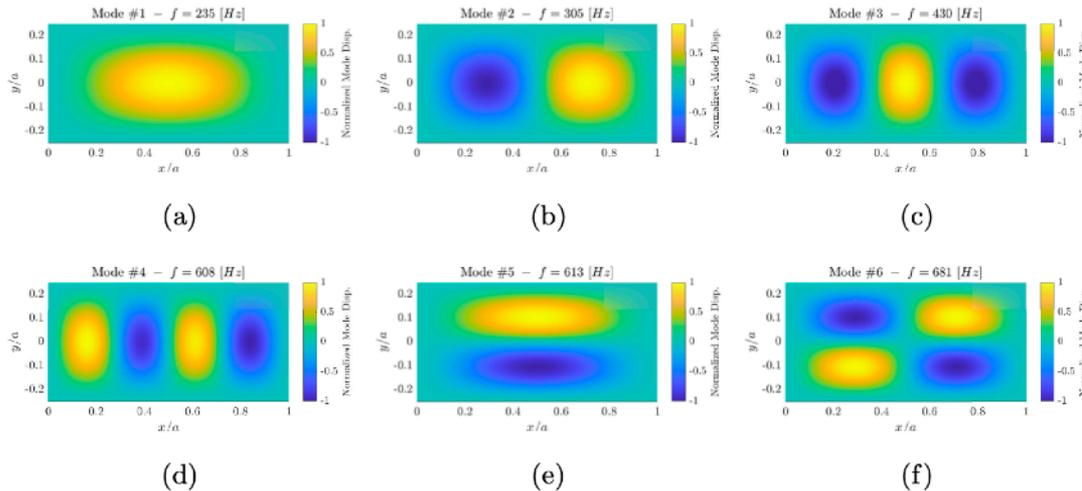 Mode #1 − f = 235 [Hz]
0.2
0.1
0
-0.1
-0.2
y/a
0 0.2 0.4 0.6 0.8 1
x/a
1
0.5
0
-0.5
-1
Normalized Mode Disp.
(a)
Mode #2 − f = 305 [Hz]
0.2
0.1
0
-0.1
-0.2
y/a
0 0.2 0.4 0.6 0.8 1
x/a
1
0.5
0
-0.5
-1
Normalized Mode Disp.
(b)
Mode #3 − f = 430 [Hz]
0.2
0.1
0
-0.1
-0.2
y/a
0 0.2 0.4 0.6 0.8 1
x/a
1
0.5
0
-0.5
-1
(c)
Mode #4 − f = 608 [Hz]
0.2
0.1
0
-0.1
-0.2
y/a
0 0.2 0.4 0.6 0.8 1
x/a
1
0.5
0
-0.5
-1
Normalized Mode Disp.
(d)
Mode #5 − f = 613 [Hz]
0.2
0.1
0
-0.1
-0.2
y/a
0 0.2 0.4 0.6 0.8 1
x/a
1
0.5
0
-0.5
-1
Normalized Mode Disp.
(e)
Mode #6 − f = 681 [Hz]
0.2
0.1
0
-0.1
-0.2
y/a
0 0.2 0.4 0.6 0.8 1
x/a
1
0.5
0
-0.5
-1
(f)